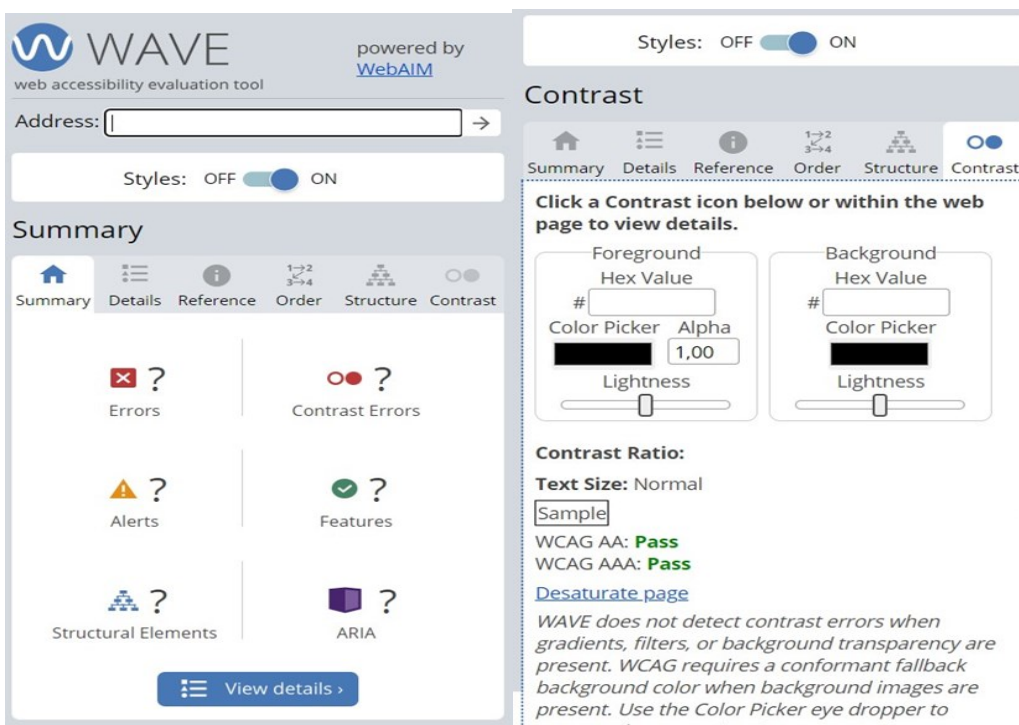 WAVE
powered by
WebAIM
web accessibility evaluation tool
Address:
Styles: OFF ON
Summary
Summary Details Reference Order Structure Contrast
? ?
Errors Contrast Errors
? ?
Alerts Features
? ?
Structural Elements ARIA
View details ›
Styles: OFF ON
Contrast
Summary Details Reference Order Structure Contrast
Click a Contrast icon below or within the web
page to view details.
Foreground Background
Hex Value Hex Value
# #
Color Picker Alpha Color Picker
1,00
Lightness Lightness
Contrast Ratio:
Text Size: Normal
Sample
WCAG AA: Pass
WCAG AAA: Pass
Desaturate page
WAVE does not detect contrast errors when
gradients, filters, or background transparency are
present. WCAG requires a conformant fallback
background color when background images are
present. Use the Color Picker eye dropper to